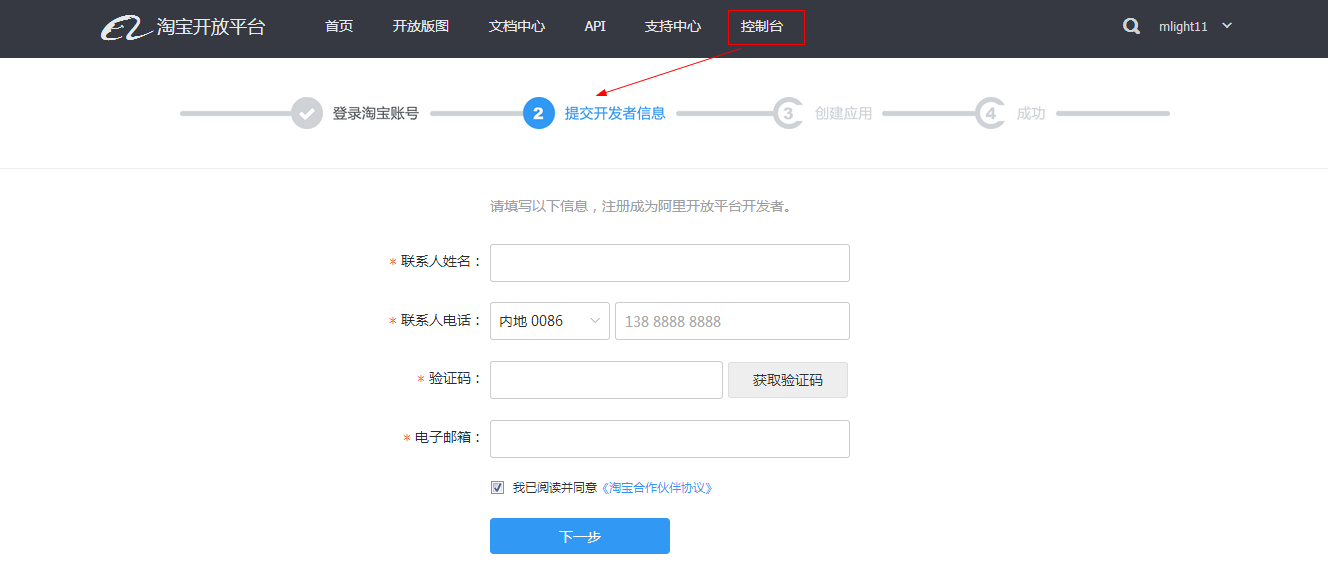 淘宝开放平台 首页 开放版图 文档中心 API 支持中心 控制台 mlight11
登录淘宝账号 2 提交开发者信息 3 创建应用 4 成功
请填写以下信息，注册成为阿里开放平台开发者。
* 联系人姓名：
* 联系人电话： 内地 0086 138 8888 8888
* 验证码： 获取验证码
* 电子邮箱：
我已阅读并同意《淘宝合作伙伴协议》
下一步